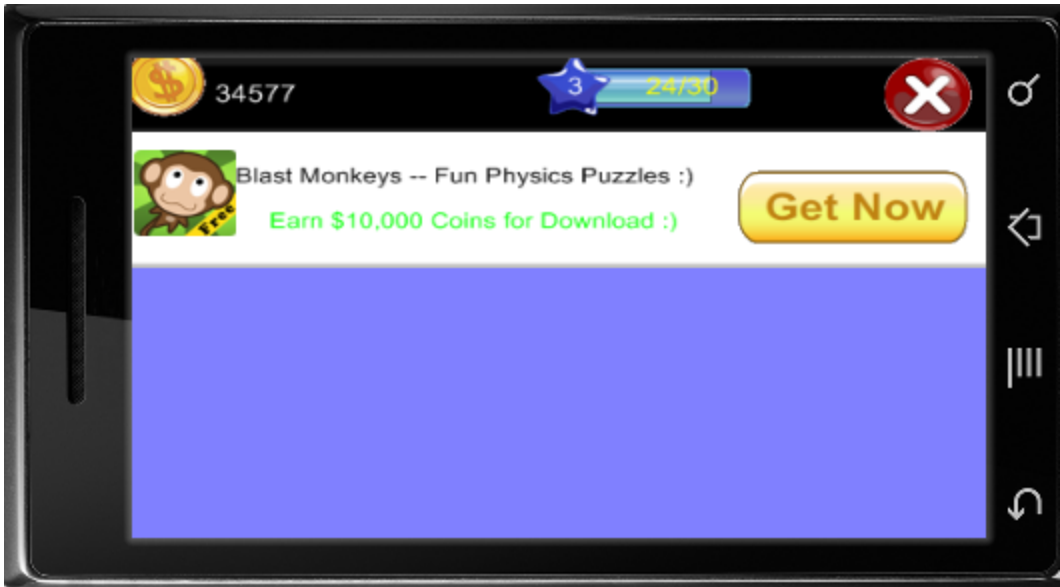 34577
3
24/30
Blast Monkeys -- Fun Physics Puzzles :)
Earn $10,000 Coins for Download :)
Free
Get Now